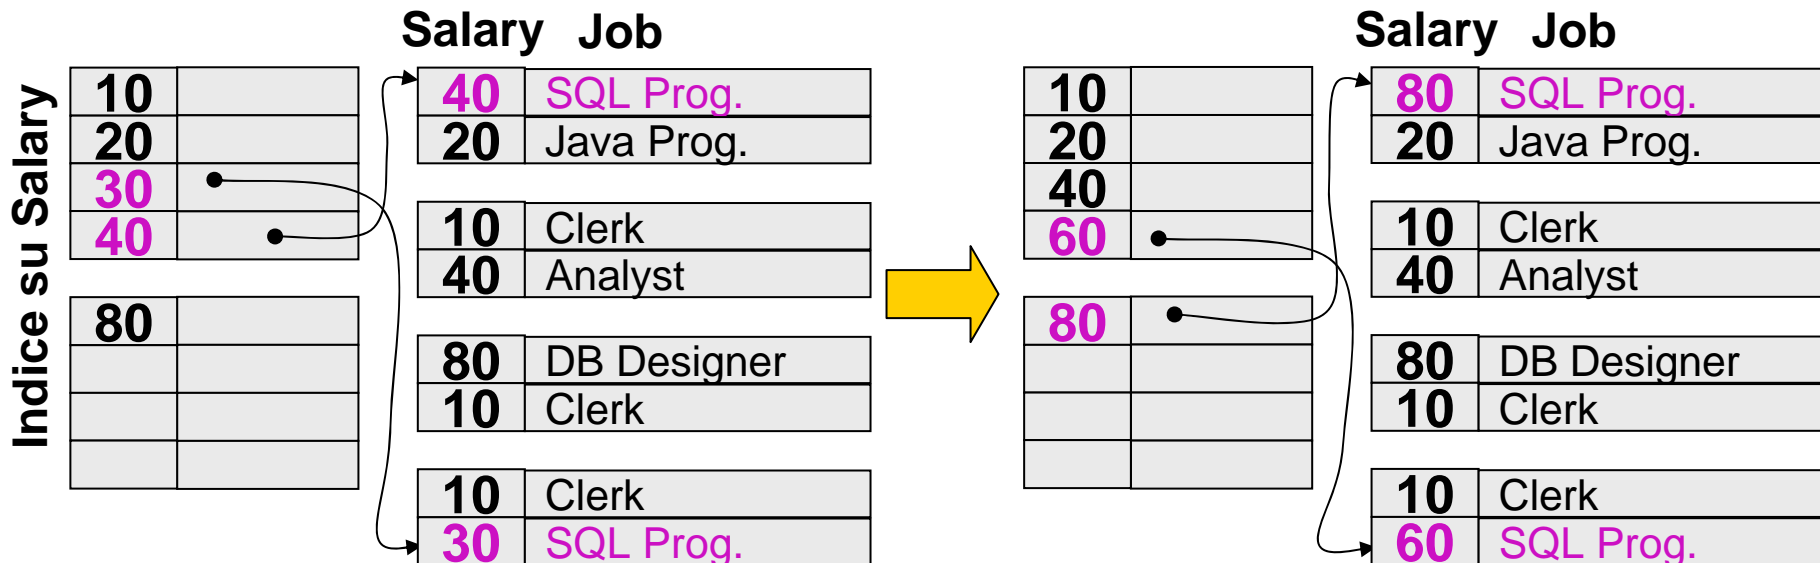 Salary Job
Indice su Salary
10
20
30
40
80
40 SQL Prog.
20 Java Prog.
10 Clerk
40 Analyst
80 DB Designer
10 Clerk
10 Clerk
30 SQL Prog.
Salary Job
10
20
40
60
80
80 SQL Prog.
20 Java Prog.
10 Clerk
40 Analyst
80 DB Designer
10 Clerk
10 Clerk
60 SQL Prog.